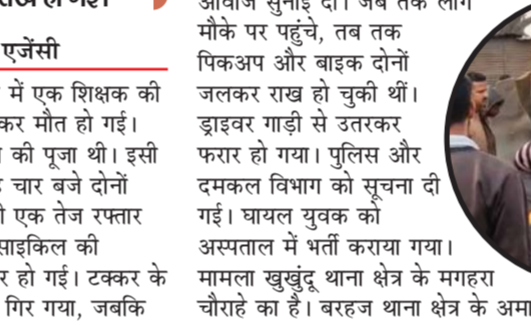 एजेंसी
में एक शिक्षक की
कर मौत हो गई।
की पूजा थी। इसी
चार बजे दोनों
एक तेज रफ्तार
साइकिल की
र हो गई। टक्कर के
गिर गया, जबकि
आवाज सुनाई दी। जब तक लोग
मौके पर पहुंचे, तब तक
पिकअप और बाइक दोनों
जलकर राख हो चुकी थीं।
ड्राइवर गाड़ी से उतरकर
फरार हो गया। पुलिस और
दमकल विभाग को सूचना दी
गई। घायल युवक को
अस्पताल में भर्ती कराया गया।
मामला खुखुंदू थाना क्षेत्र के मगहरा
चौराहे का है। बरहज थाना क्षेत्र के